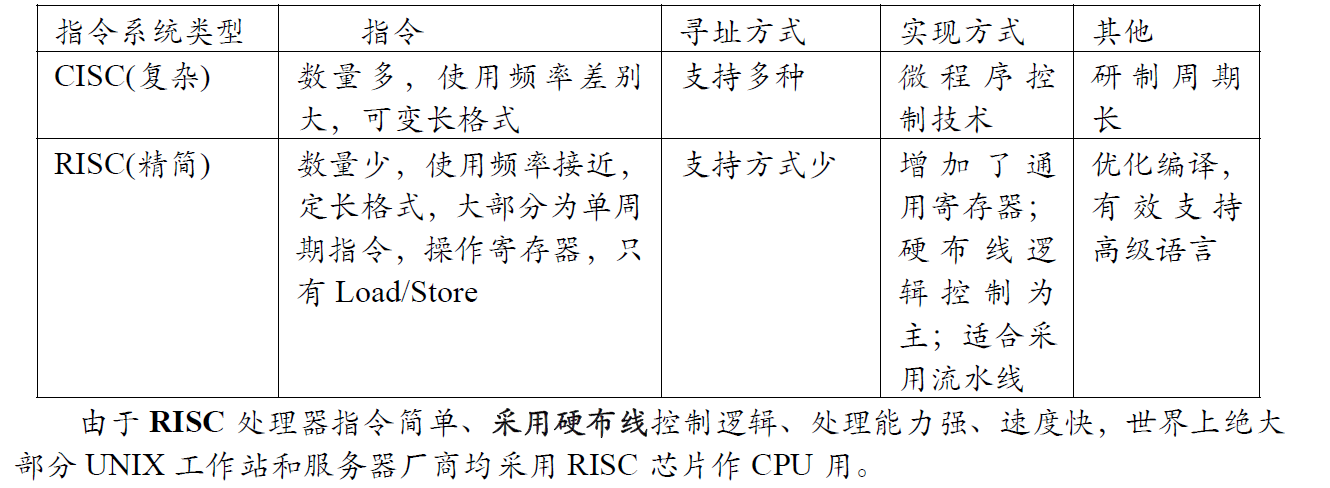 指令系统类型 指令 寻址方式 实现方式 其他
CISC(复杂)
数量多，使用频率差别
大，可变长格式
支持多种
微程序控
制技术
研制周期
长
RISC(精简)
数量少，使用频率接近，
定长格式，大部分为单周
期指令，操作寄存器，只
有 Load/Store
支持方式少
增加了通
用寄存器；
硬布线逻
辑控制为
主；适合采
用流水线
优化编译，
有效支持
高级语言
由于 RISC 处理器指令简单、采用硬布线控制逻辑、处理能力强、速度快，世界上绝大
部分 UNIX 工作站和服务器厂商均采用 RISC 芯片作 CPU 用。